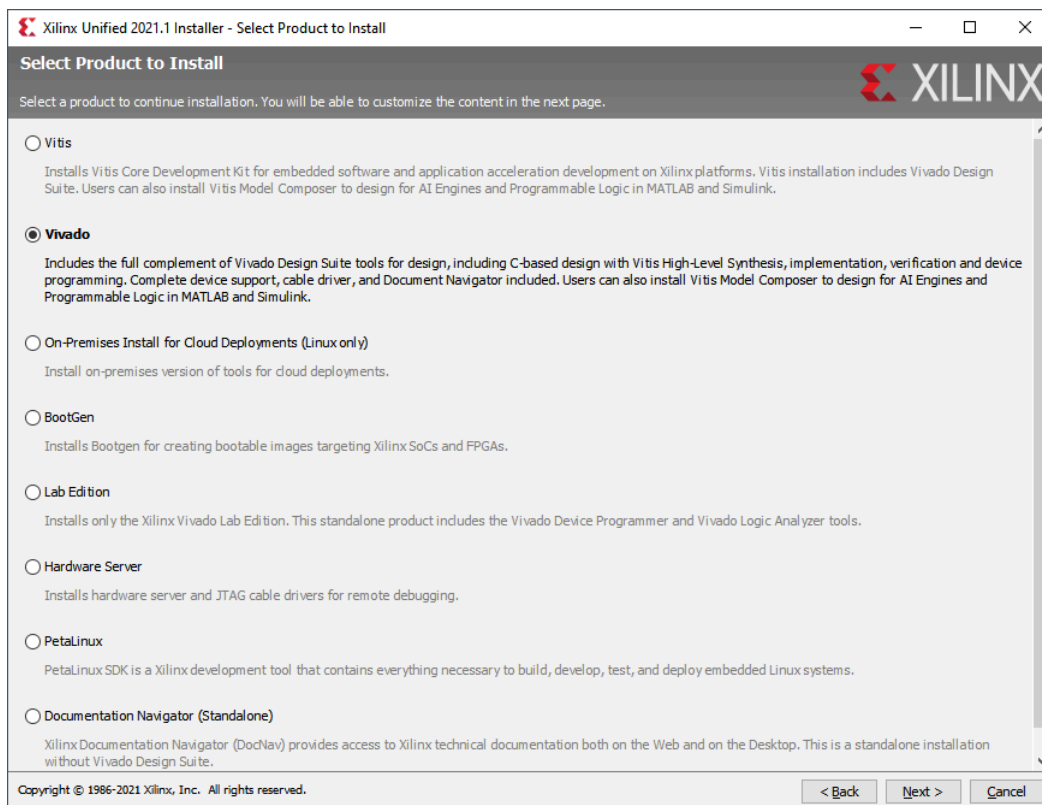 Xilinx Unified 2021.1 Installer - Select Product to Install
Select Product to Install
XILINX
Select a product to continue installation. You will be able to customize the content in the next page.
Vitis
Installs Vitis Core Development Kit for embedded software and application acceleration development on Xilinx platforms. Vitis installation includes Vivado Design
Suite. Users can also install Vitis Model Composer to design for AI Engines and Programmable Logic in MATLAB and Simulink.
Vivado
Includes the full complement of Vivado Design Suite tools for design, including C-based design with Vitis High-Level Synthesis, implementation, verification and device
programming. Complete device support, cable driver, and Document Navigator included. Users can also install Vitis Model Composer to design for AI Engines and
Programmable Logic in MATLAB and Simulink.
On-Premises Install for Cloud Deployments (Linux only)
Install on-premises version of tools for cloud deployments.
BootGen
Installs Bootgen for creating bootable images targeting Xilinx SoCs and FPGAs.
Lab Edition
Installs only the Xilinx Vivado Lab Edition. This standalone product includes the Vivado Device Programmer and Vivado Logic Analyzer tools.
Hardware Server
Installs hardware server and JTAG cable drivers for remote debugging.
PetaLinux
PetaLinux SDK is a Xilinx development tool that contains everything necessary to build, develop, test, and deploy embedded Linux systems.
Documentation Navigator (Standalone)
Xilinx Documentation Navigator (DocNav) provides access to Xilinx technical documentation both on the Web and on the Desktop. This is a standalone installation
without Vivado Design Suite.
Copyright © 1986-2021 Xilinx, Inc. All rights reserved.
< Back
Next >
Cancel